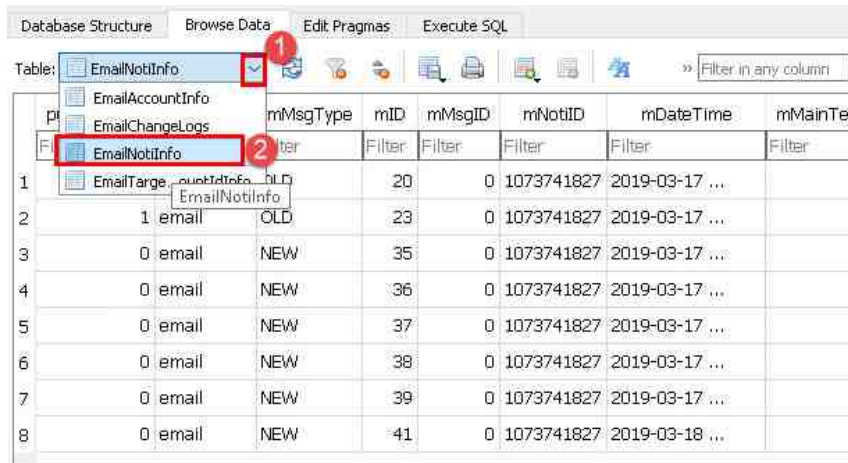 Database Structure Browse Data Edit Pragmas Execute SQL
1
Table: EmailNotiInfo » Filter in any column
EmailAccountInfo
mMsgType mID mMsgID mNotiID mDateTime mMainTe
EmailChangeLogs
Filter Filter Filter Filter Filter
EmailNotiInfo 2
EmailTarge...ountIdInfo
1 OLD 20 0 1073741827 2019-03-17 ...
EmailNotiInfo
2 1 email OLD 23 0 1073741827 2019-03-17 ...
3 0 email NEW 35 0 1073741827 2019-03-17 ...
4 0 email NEW 36 0 1073741827 2019-03-17 ...
5 0 email NEW 37 0 1073741827 2019-03-17 ...
6 0 email NEW 38 0 1073741827 2019-03-17 ...
7 0 email NEW 39 0 1073741827 2019-03-17 ...
8 0 email NEW 41 0 1073741827 2019-03-18 ...